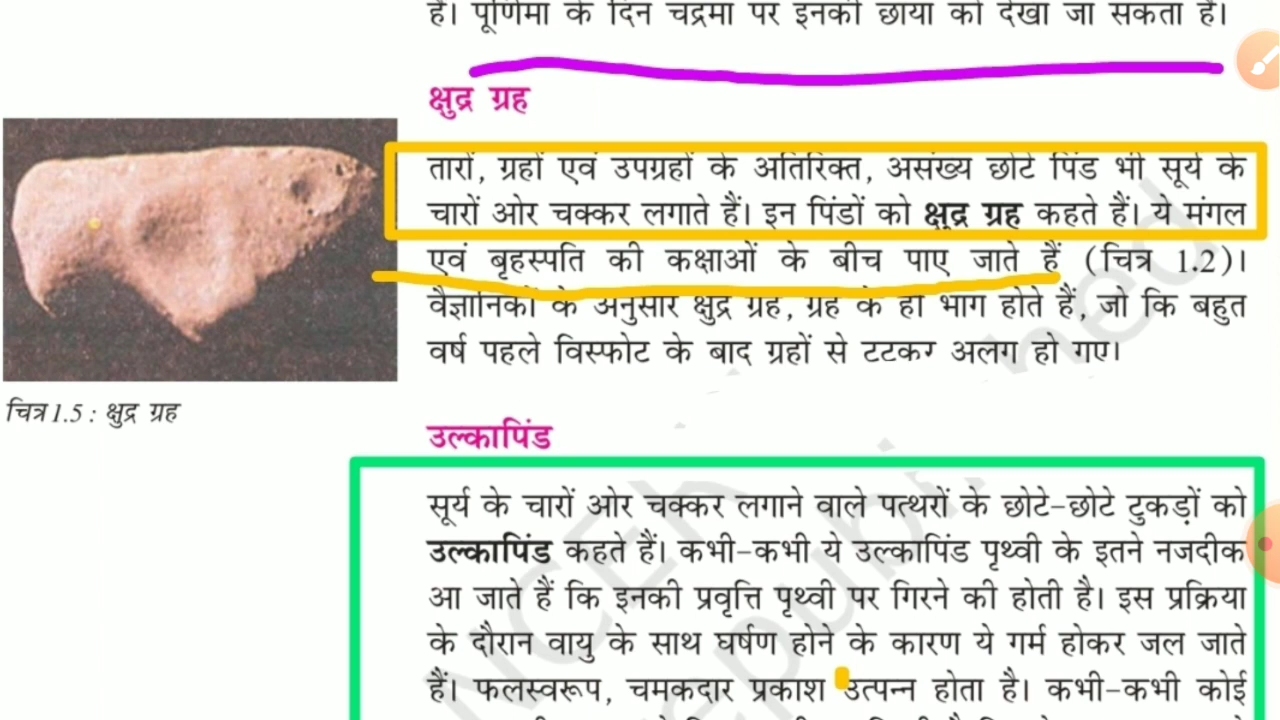 हैं। पूर्णिमा के दिन चंद्रमा पर इनकी छाया को देखा जा सकता है।
क्षुद्र ग्रह
तारों, ग्रहों एवं उपग्रहों के अतिरिक्त, असंख्य छोटे पिंड भी सूर्य के
चारों ओर चक्कर लगाते हैं। इन पिंडों को क्षुद्र ग्रह कहते हैं। ये मंगल
एवं बृहस्पति की कक्षाओं के बीच पाए जाते हैं (चित्र 1.2)।
वैज्ञानिकों के अनुसार क्षुद्र ग्रह, ग्रह के ही भाग होते हैं, जो कि बहुत
वर्ष पहले विस्फोट के बाद ग्रहों से टूटकर अलग हो गए।
चित्र 1.5 : क्षुद्र ग्रह
उल्कापिंड
सूर्य के चारों ओर चक्कर लगाने वाले पत्थरों के छोटे-छोटे टुकड़ों को
उल्कापिंड कहते हैं। कभी-कभी ये उल्कापिंड पृथ्वी के इतने नजदीक
आ जाते हैं कि इनकी प्रवृत्ति पृथ्वी पर गिरने की होती है। इस प्रक्रिया
के दौरान वायु के साथ घर्षण होने के कारण ये गर्म होकर जल जाते
हैं। फलस्वरूप, चमकदार प्रकाश उत्पन्न होता है। कभी-कभी कोई